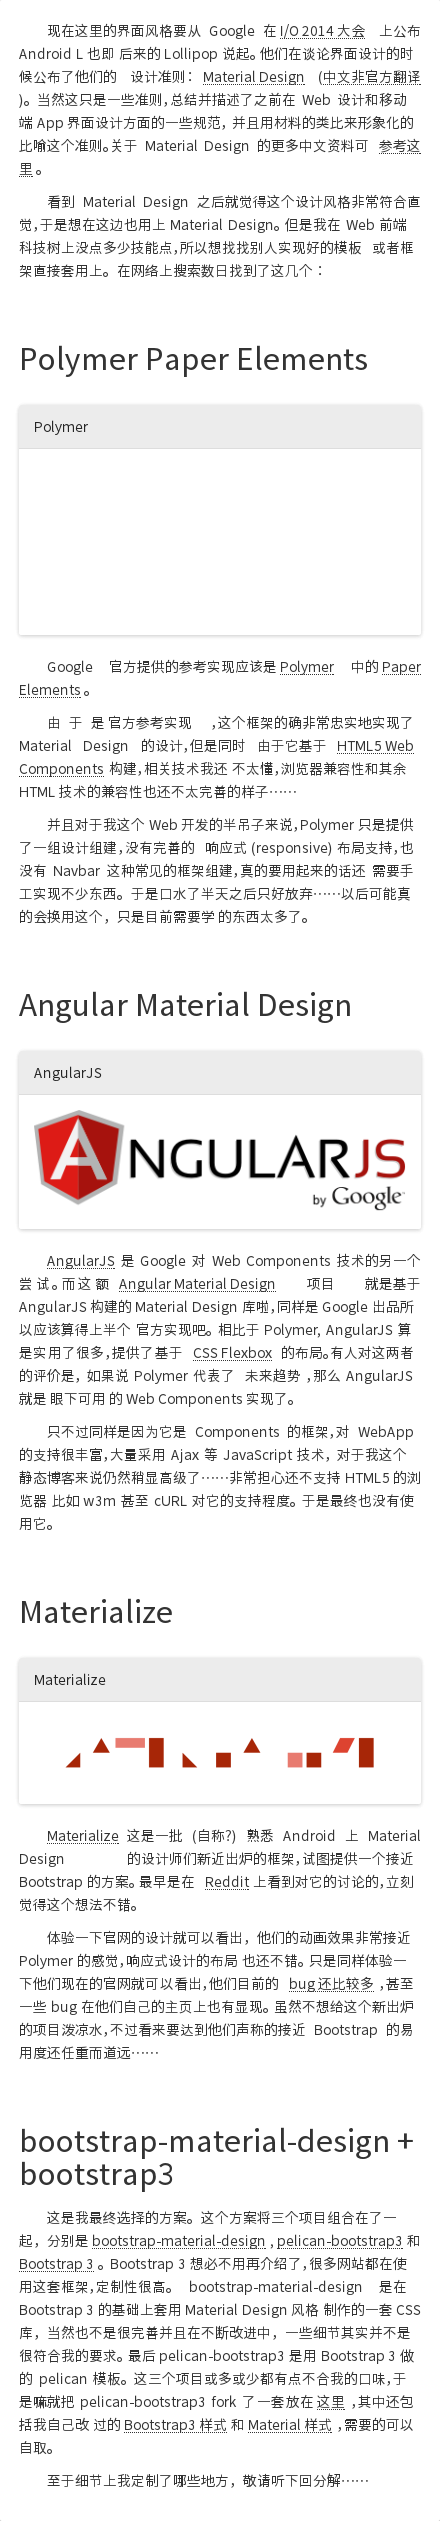 现在这里的界面风格要从 Google 在 I/O 2014 大会 上公布
Android L 也即 后来的 Lollipop 说起。他们在谈论界面设计的时
候公布了他们的 设计准则： Material Design (中文非官方翻译
)。当然这只是一些准则,总结并描述了之前在 Web 设计和移动
端 App 界面设计方面的一些规范，并且用材料的类比来形象化的
比喻这个准则。关于 Material Design 的更多中文资料可 参考这
里 。
看到 Material Design 之后就觉得这个设计风格非常符合直
觉,于是想在这边也用上 Material Design。但是我在 Web 前端
科技树上没点多少技能点,所以想找找别人实现好的模板 或者框
架直接套用上。在网络上搜索数日找到了这几个：
Polymer Paper Elements
Polymer
Google 官方提供的参考实现应该是 Polymer 中的 Paper
Elements 。
由 于 是 官方参考实现 ,这个框架的确非常忠实地实现了
Material Design 的设计,但是同时 由于它基于 HTML5 Web
Components 构建,相关技术我还 不太懂,浏览器兼容性和其余
HTML 技术的兼容性也还不太完善的样子……
并且对于我这个 Web 开发的半吊子来说,Polymer 只是提供
了一组设计组建,没有完善的 响应式 (responsive) 布局支持,也
没有 Navbar 这种常见的框架组建,真的要用起来的话还 需要手
工实现不少东西。于是口水了半天之后只好放弃……以后可能真
的会换用这个，只是目前需要学 的东西太多了。
Angular Material Design
AngularJS
ANGULARJS
by Google
AngularJS 是 Google 对 Web Components 技术的另一个
尝 试。而这 额 Angular Material Design 项目 就是基于
AngularJS 构建的 Material Design 库啦,同样是 Google 出品所
以应该算得上半个 官方实现吧。相比于 Polymer, AngularJS 算
是实用了很多,提供了基于 CSS Flexbox 的布局。有人对这两者
的评价是，如果说 Polymer 代表了 未来趋势 ,那么 AngularJS
就是 眼下可用 的 Web Components 实现了。
只不过同样是因为它是 Components 的框架,对 WebApp
的支持很丰富,大量采用 Ajax 等 JavaScript 技术，对于我这个
静态博客来说仍然稍显高级了……非常担心还不支持 HTML5 的浏
览器 比如 w3m 甚至 cURL 对它的支持程度。于是最终也没有使
用它。
Materialize
Materialize
Materialize 这是一批 (自称?) 熟悉 Android 上 Material
Design 的设计师们新近出炉的框架,试图提供一个接近
Bootstrap 的方案。最早是在 Reddit 上看到对它的讨论的,立刻
觉得这个想法不错。
体验一下官网的设计就可以看出，他们的动画效果非常接近
Polymer 的感觉,响应式设计的布局 也还不错。只是同样体验一
下他们现在的官网就可以看出,他们目前的 bug 还比较多 ,甚至
一些 bug 在他们自己的主页上也有显现。虽然不想给这个新出炉
的项目泼凉水,不过看来要达到他们声称的接近 Bootstrap 的易
用度还任重而道远……
bootstrap-material-design +
bootstrap3
这是我最终选择的方案。这个方案将三个项目组合在了一
起，分别是 bootstrap-material-design , pelican-bootstrap3 和
Bootstrap 3 。Bootstrap 3 想必不用再介绍了,很多网站都在使
用这套框架,定制性很高。 bootstrap-material-design 是在
Bootstrap 3 的基础上套用 Material Design 风格 制作的一套 CSS
库，当然也不是很完善并且在不断改进中，一些细节其实并不是
很符合我的要求。最后 pelican-bootstrap3 是用 Bootstrap 3 做
的 pelican 模板。这三个项目或多或少都有点不合我的口味,于
是嘛就把 pelican-bootstrap3 fork 了一套放在 这里 ,其中还包
括我自己改 过的 Bootstrap3 样式 和 Material 样式 ,需要的可以
自取。
至于细节上我定制了哪些地方，敬请听下回分解……